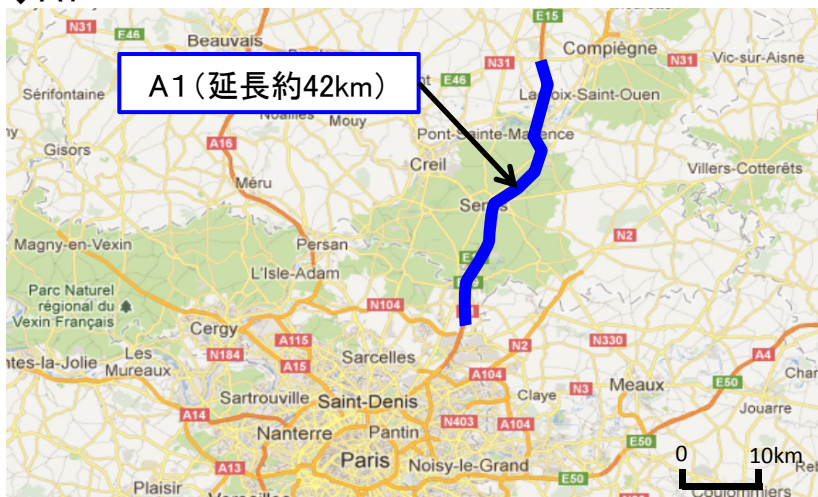 N31
E46
Beauvais
E15
Compiègne
N31
Vic-sur-Aisne
N31
A1（延長約42km）
E46
Sérifontaine
Noailles
Mouy
Lacroix-Saint-Ouen
Pont-Sainte-Maxence
A16
Gisors
Creil
Villers-Cotterêts
Méru
Senlis
N2
Magny-en-Vexin
Persan
L'Isle-Adam
Parc Naturel
régional du
Vexin Français
N104
Cergy
A115
N184
A15
Sarcelles
N2
N330
A4
Les
Mureaux
A104
Meaux
E50
Sartrouville
Saint-Denis
Claye
N3
Jouarre
A14
N403
A104
Nanterre
Pantin
E50
A13
Paris
Noisy-le-Grand
E50
0
10km
Plaisir
Coulommiers